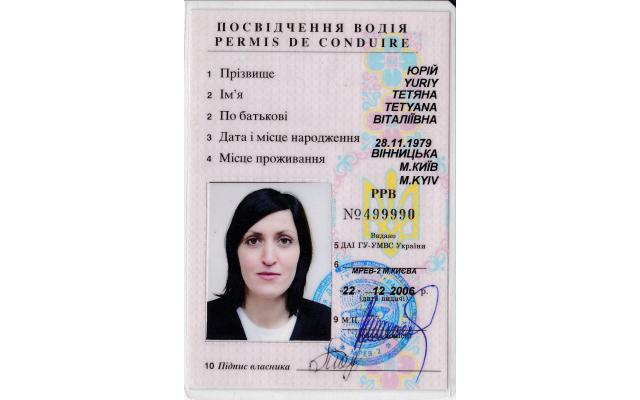 ПОСВІДЧЕННЯ ВОДІЯ
PERMIS DE CONDUIRE
1 Прізвище ЮРІЙ
YURIY
2 Ім'я ТЕТЯНА
TETYANA
2 По батькові ВІТАЛІЇВНА
3 Дата і місце народження 28.11.1979
ВІННИЦЬКА
4 Місце проживання М.КИЇВ
M.KYIV
РРВ
№499990
Видано
5 ДАІ ГУ-УМВС України
6
МРЕВ-2 М.КИЄВА
22 12 2006 р.
(дата видачі)
9 М.П.
МРЕВ-2
10 Підпис власника